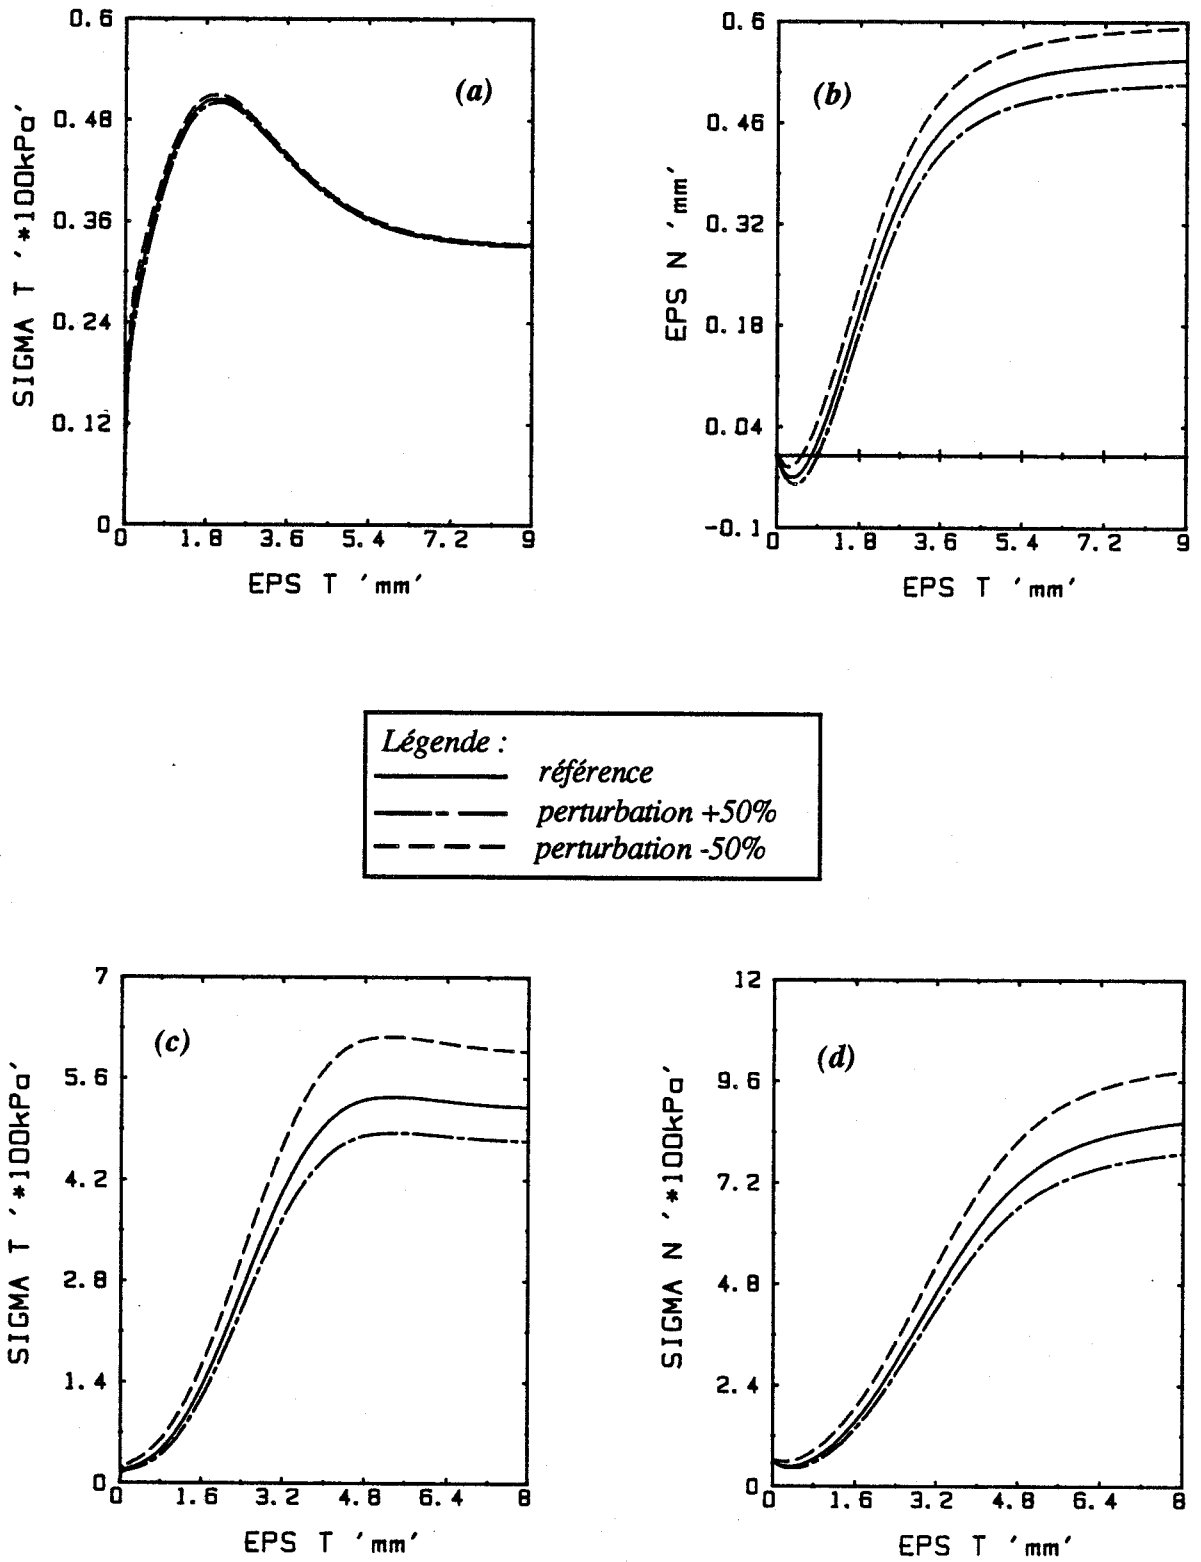 0.6
0.48
0.36
0.24
0.12
0
SIGMA T '*100kPa'
(a)
0 1.8 3.6 5.4 7.2 9
EPS T 'mm'
0.6
0.46
0.32
0.18
0.04
-0.1
EPS N 'mm'
(b)
0 1.8 3.6 5.4 7.2 9
EPS T 'mm'
Légende :
référence
perturbation +50%
perturbation -50%
7
5.6
4.2
2.8
1.4
0
SIGMA T '*100kPa'
(c)
0 1.6 3.2 4.8 6.4 8
EPS T 'mm'
12
9.6
7.2
4.8
2.4
0
SIGMA N '*100kPa'
(d)
0 1.6 3.2 4.8 6.4 8
EPS T 'mm'